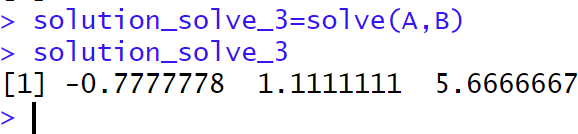 > solution_solve_3=solve(A,B)
> solution_solve_3
[1] -0.7777778  1.1111111  5.6666667
>